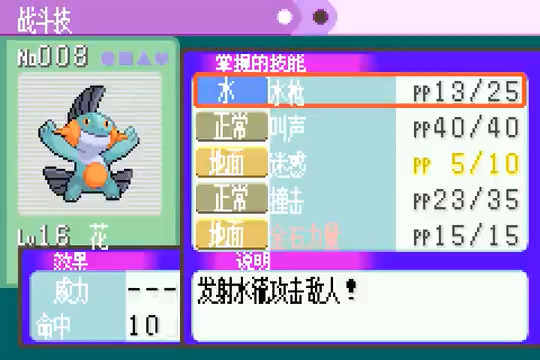 战斗技
№008
掌握的技能
水 水枪 PP13/25
正常 叫声 PP40/40
地面 迷惑 PP 5/10
正常 撞击 PP23/35
地面 全石力量 PP15/15
Lv16 花
效果
威力 ---
命中 10
说明
发射水流攻击敌人！